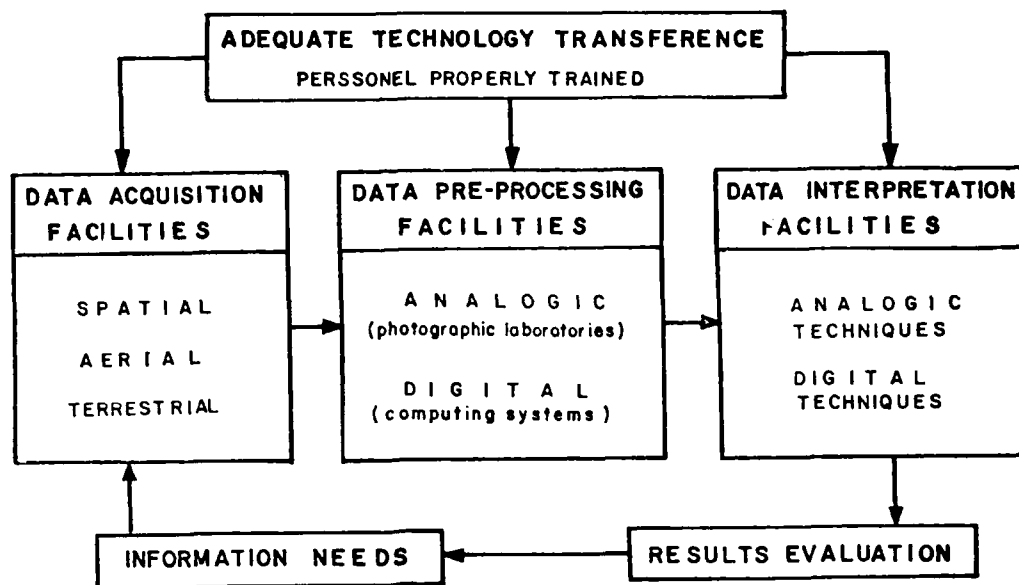 ADEQUATE TECHNOLOGY TRANSFERENCE
PERSSONEL PROPERLY TRAINED
DATA ACQUISITION
FACILITIES
SPATIAL
AERIAL
TERRESTRIAL
DATA PRE-PROCESSING
FACILITIES
ANALOGIC
(photographic laboratories)
DIGITAL
(computing systems)
DATA INTERPRETATION
FACILITIES
ANALOGIC
TECHNIQUES
DIGITAL
TECHNIQUES
INFORMATION NEEDS
RESULTS EVALUATION